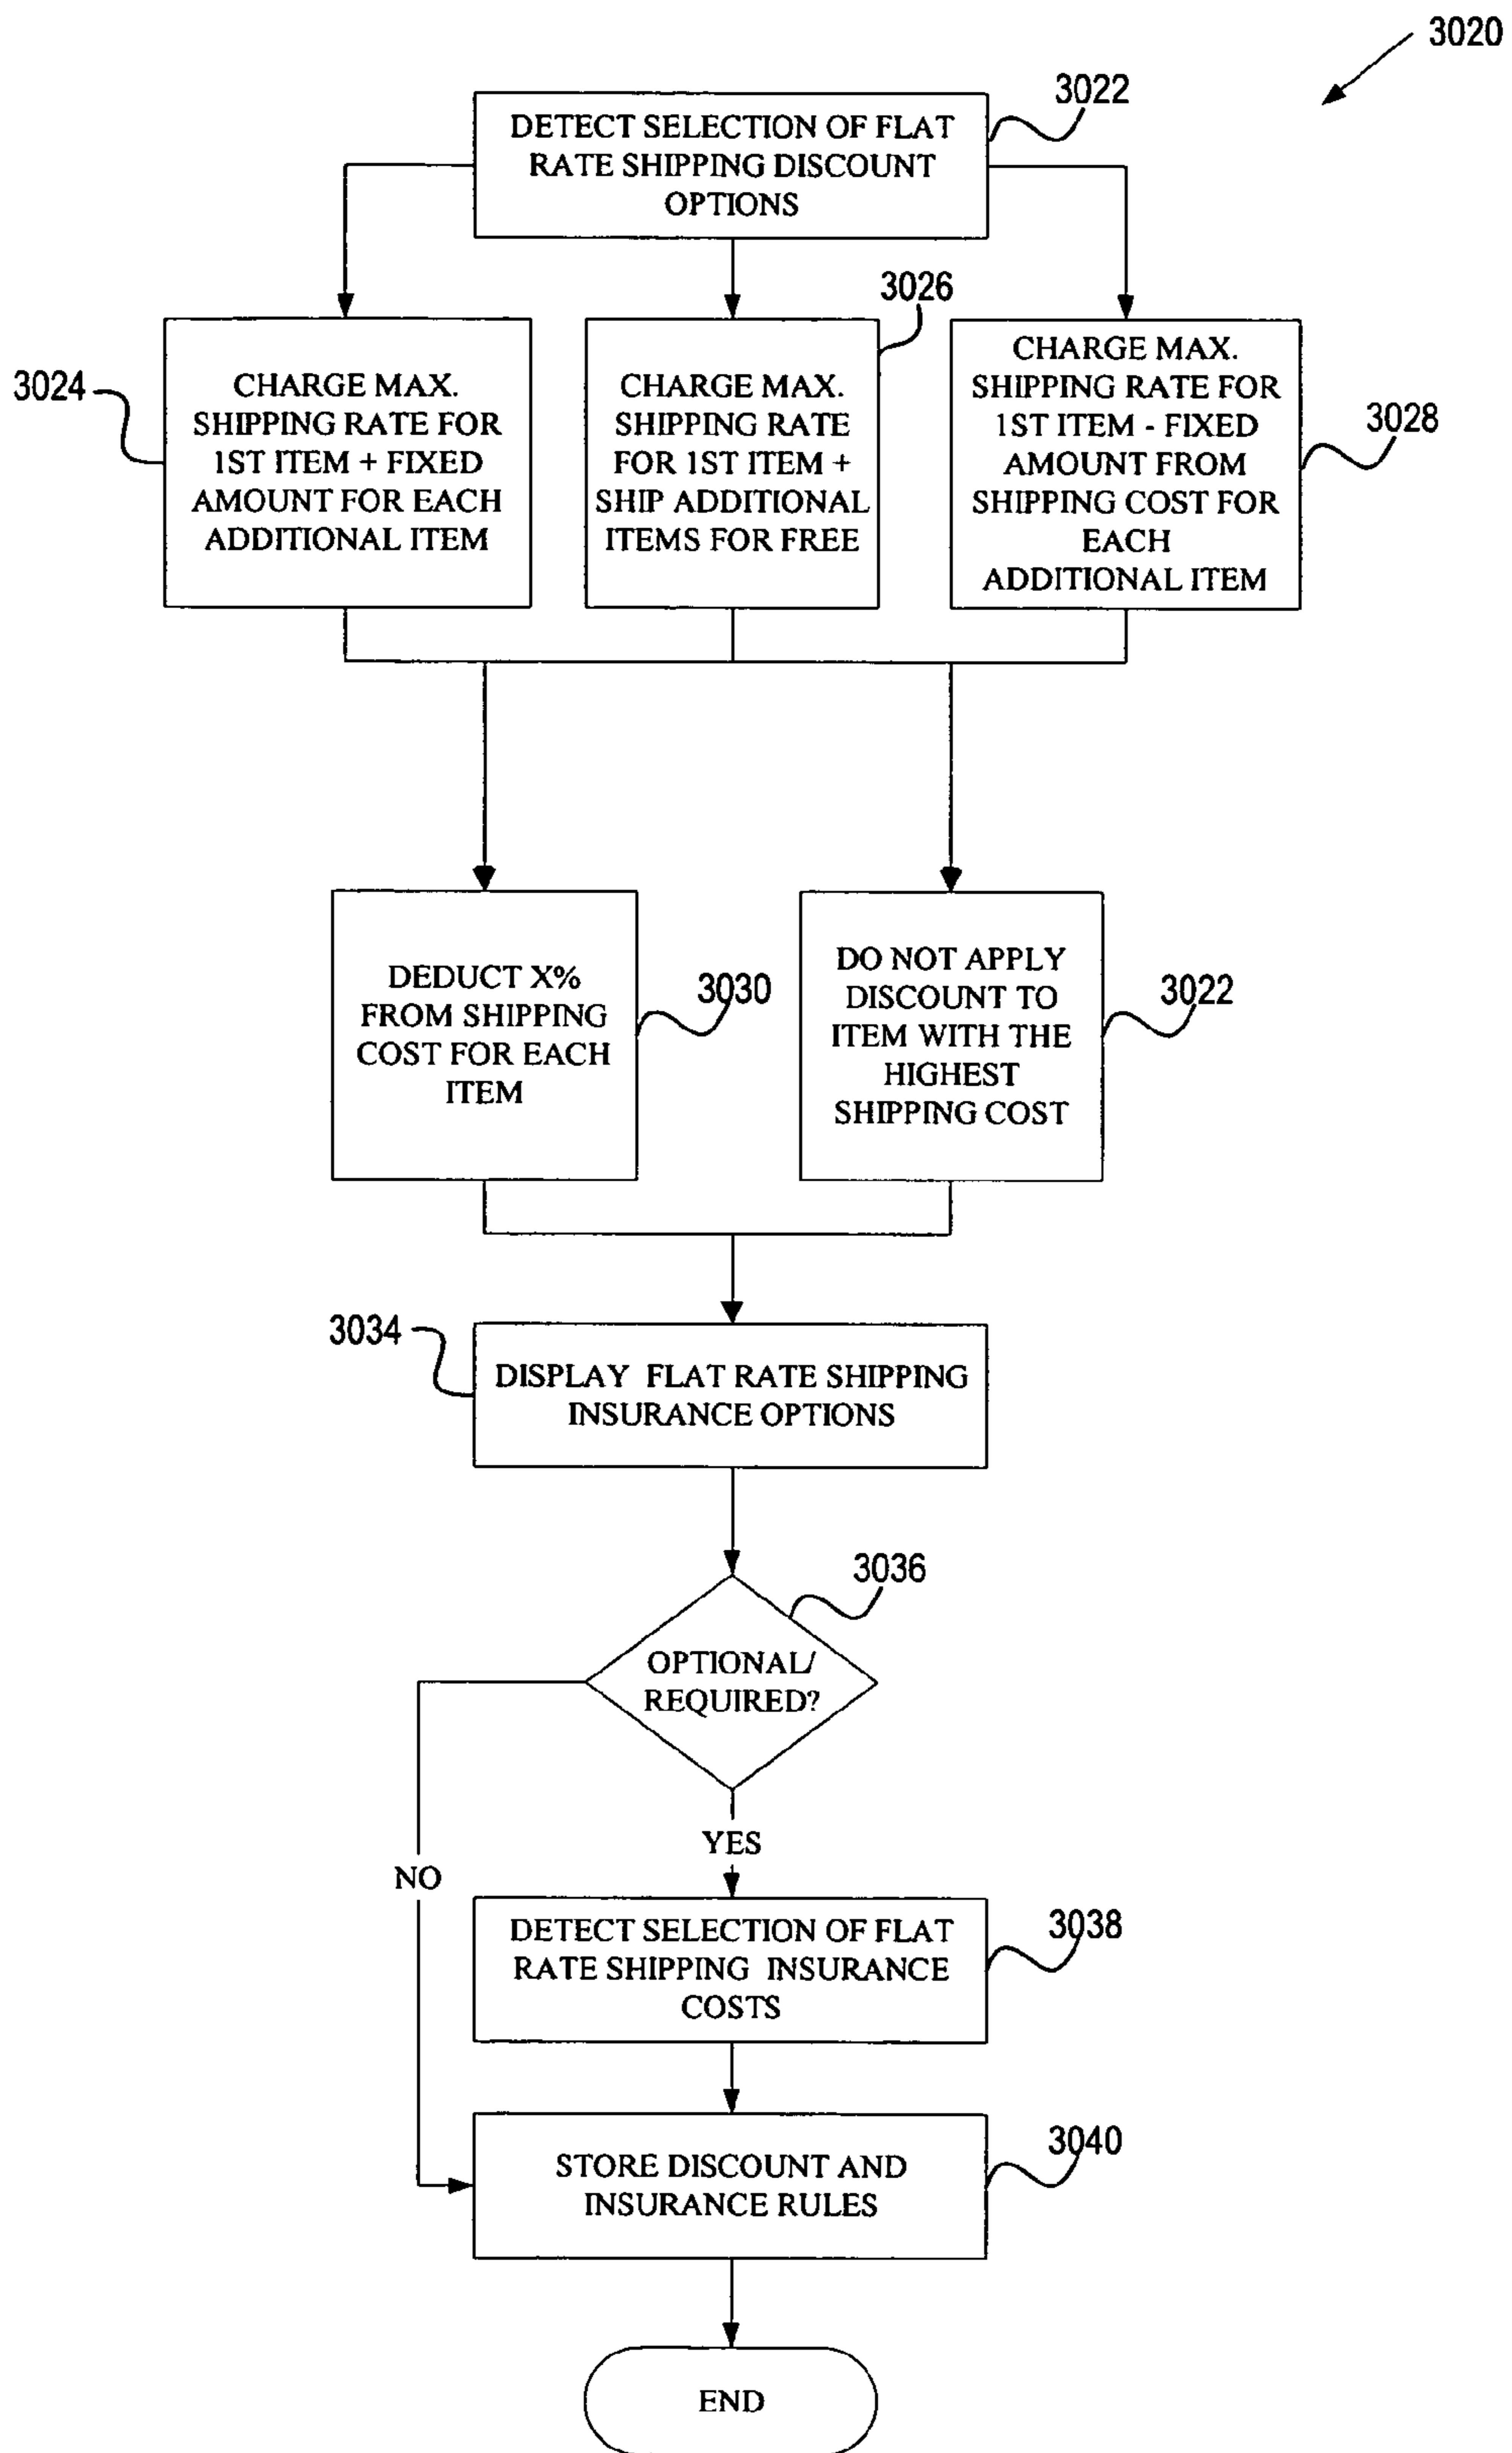 3020
3022
DETECT SELECTION OF FLAT
RATE SHIPPING DISCOUNT
OPTIONS
3024
CHARGE MAX.
SHIPPING RATE FOR
1ST ITEM + FIXED
AMOUNT FOR EACH
ADDITIONAL ITEM
3026
CHARGE MAX.
SHIPPING RATE
FOR 1ST ITEM +
SHIP ADDITIONAL
ITEMS FOR FREE
3028
CHARGE MAX.
SHIPPING RATE FOR
1ST ITEM - FIXED
AMOUNT FROM
SHIPPING COST FOR
EACH
ADDITIONAL ITEM
DEDUCT X%
FROM SHIPPING
COST FOR EACH
ITEM
3030
DO NOT APPLY
DISCOUNT TO
ITEM WITH THE
HIGHEST
SHIPPING COST
3022
3034
DISPLAY FLAT RATE SHIPPING
INSURANCE OPTIONS
3036
OPTIONAL/
REQUIRED?
YES
NO
DETECT SELECTION OF FLAT
RATE SHIPPING INSURANCE
COSTS
3038
STORE DISCOUNT AND
INSURANCE RULES
3040
END